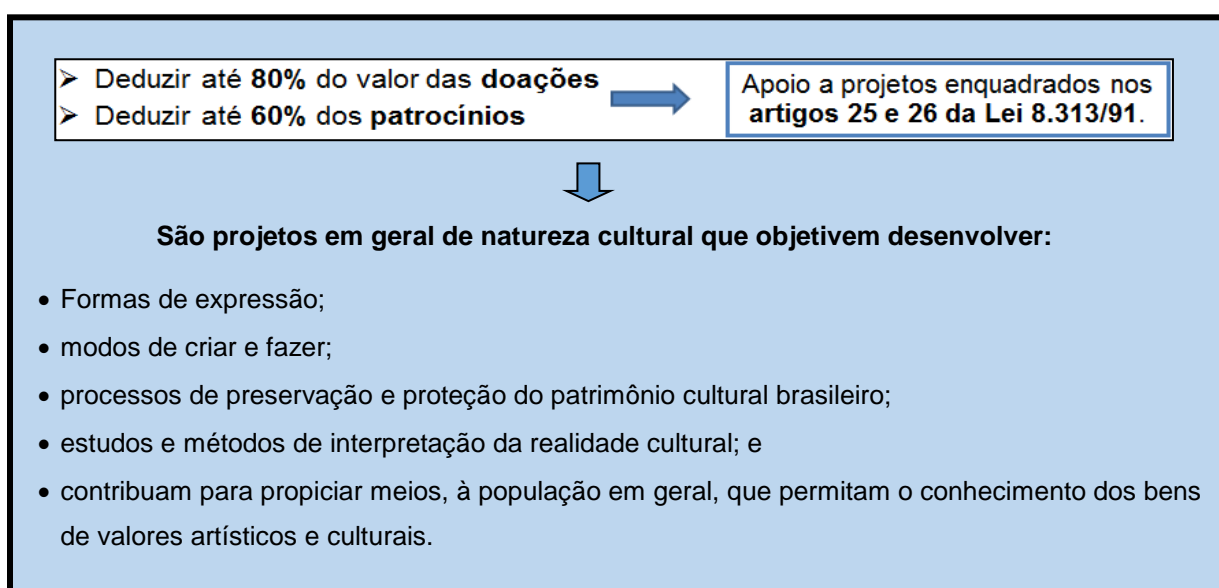 ➢ Deduzir até 80% do valor das doações
➢ Deduzir até 60% dos patrocínios
Apoio a projetos enquadrados nos
artigos 25 e 26 da Lei 8.313/91.
São projetos em geral de natureza cultural que objetivem desenvolver:
• Formas de expressão;
• modos de criar e fazer;
• processos de preservação e proteção do patrimônio cultural brasileiro;
• estudos e métodos de interpretação da realidade cultural; e
• contribuam para propiciar meios, à população em geral, que permitam o conhecimento dos bens
de valores artísticos e culturais.